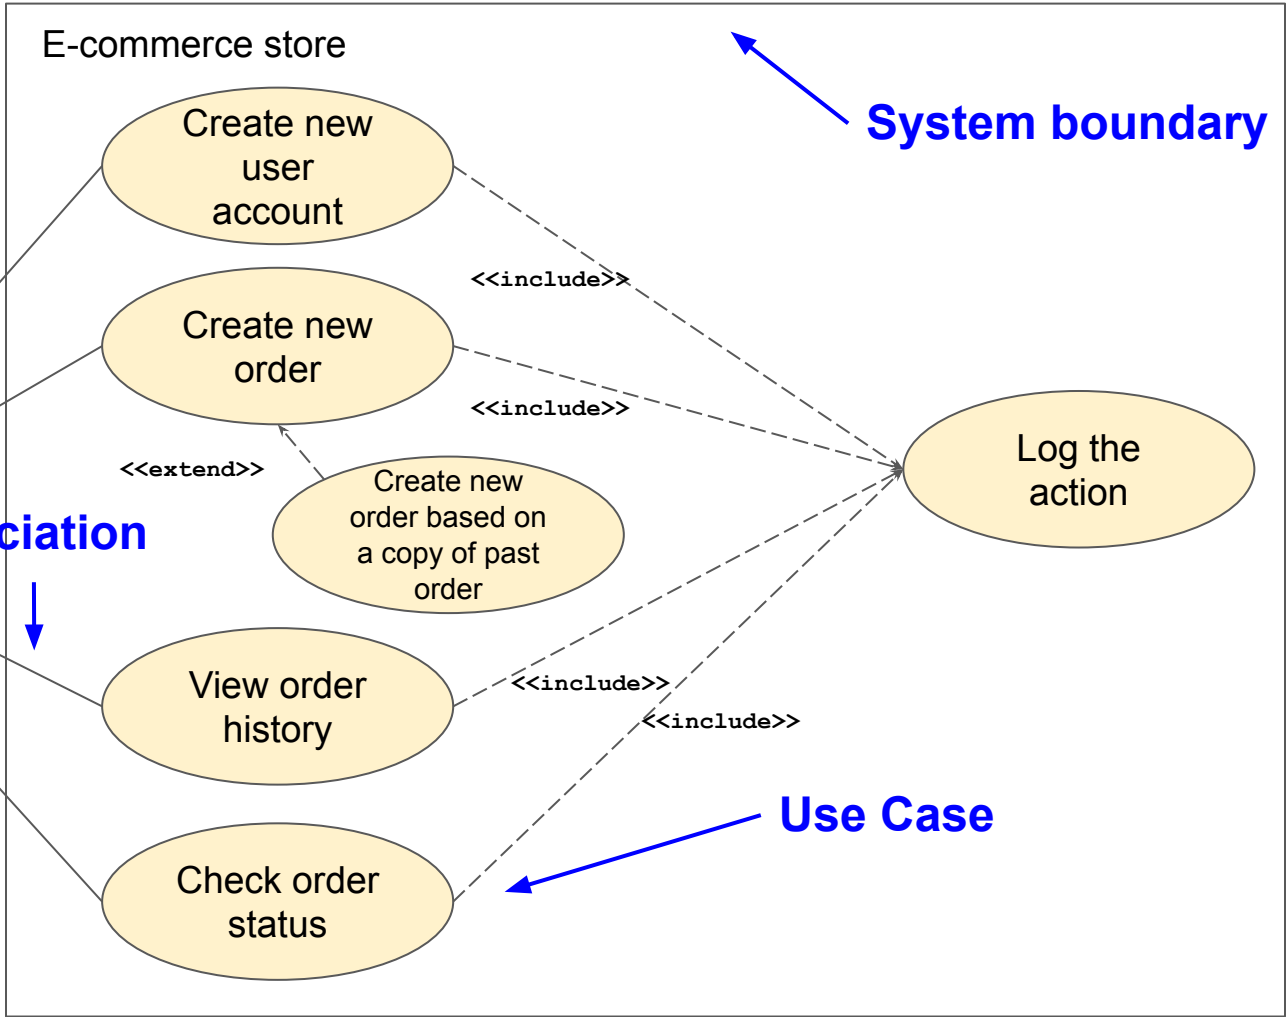 E-commerce store
System boundary
Create new
user
account
<<include>>
Create new
order
<<include>>
<<extend>>
Create new
order based on
a copy of past
order
Log the
action
ciation
View order
history
<<include>>
<<include>>
Use Case
Check order
status